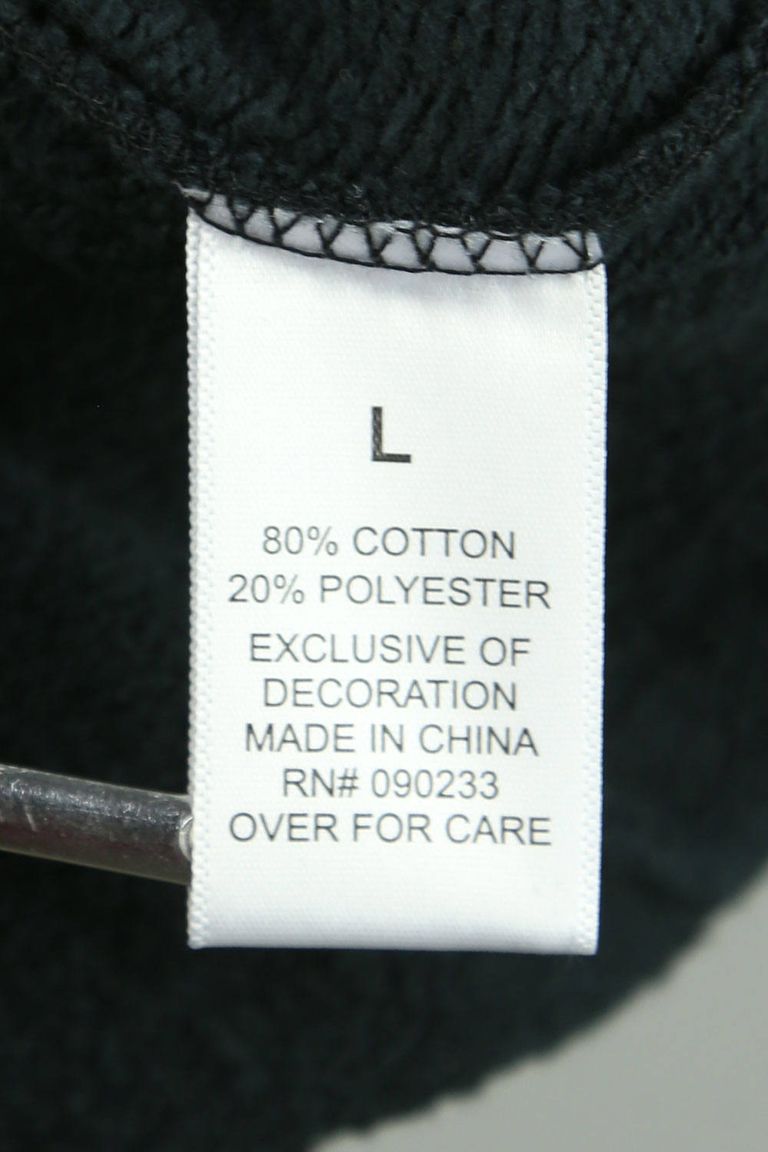 L
80% COTTON
20% POLYESTER
EXCLUSIVE OF
DECORATION
MADE IN CHINA
RN# 090233
OVER FOR CARE